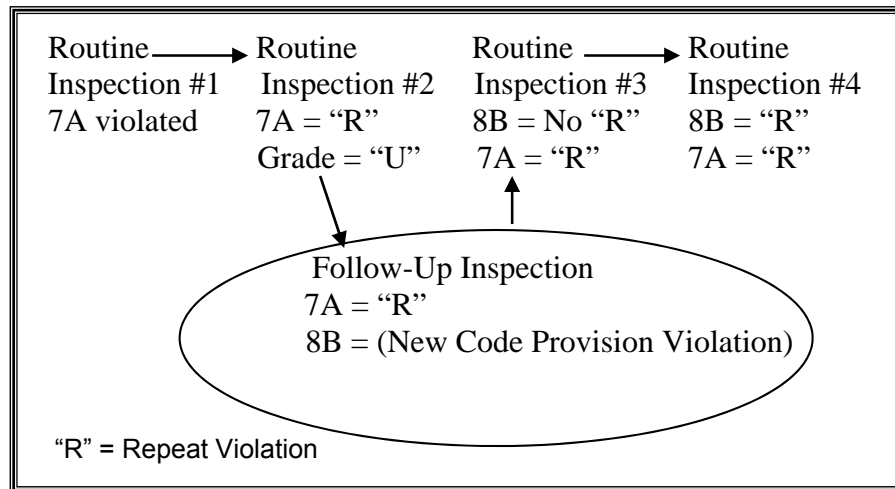 Routine
Inspection #1
7A violated
Routine
Inspection #2
7A = “R”
Grade = “U”
Routine
Inspection #3
8B = No “R”
7A = “R”
Routine
Inspection #4
8B = “R”
7A = “R”
Follow-Up Inspection
7A = “R”
8B = (New Code Provision Violation)
“R” = Repeat Violation